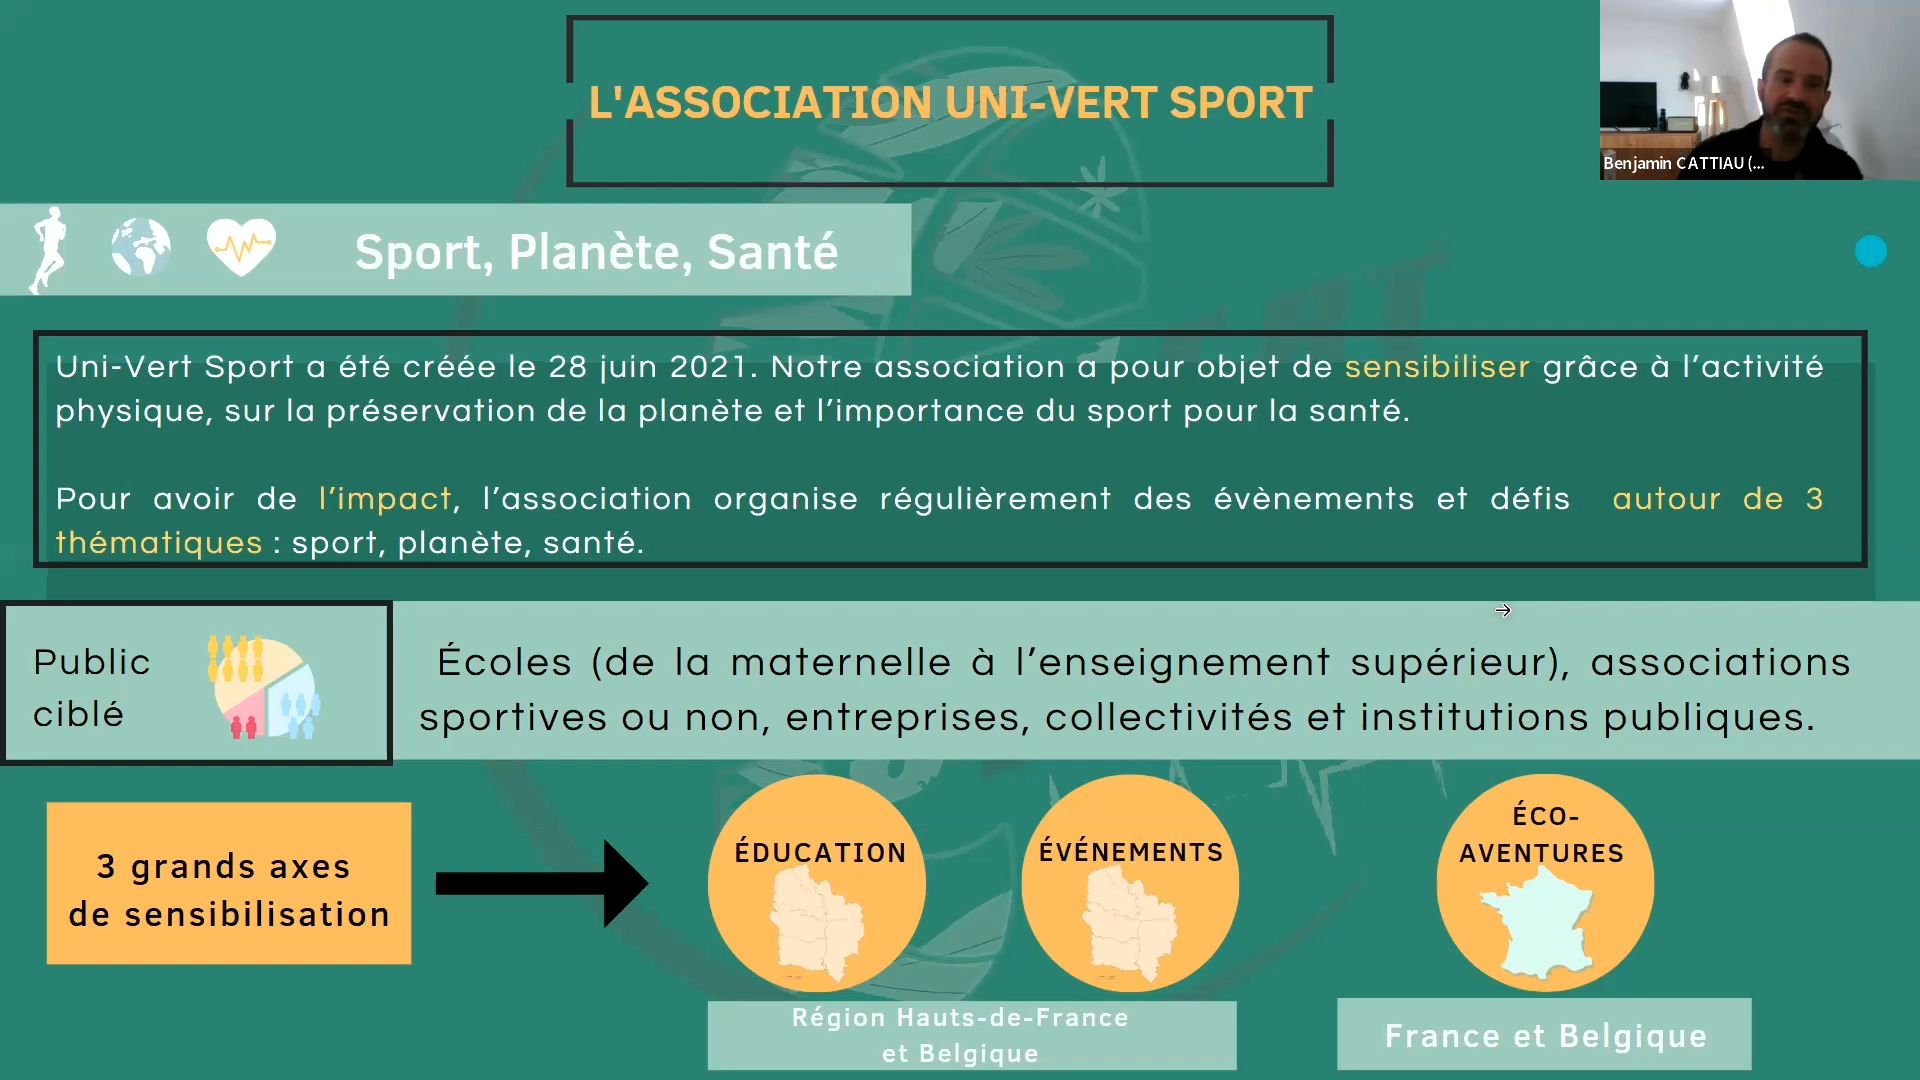 L'ASSOCIATION UNI-VERT SPORT
Benjamin CATTIAU (...
Sport, Planète, Santé
Uni-Vert Sport a été créée le 28 juin 2021. Notre association a pour objet de sensibiliser grâce à l’activité
physique, sur la préservation de la planète et l’importance du sport pour la santé.
Pour avoir de l’impact, l’association organise régulièrement des évènements et défis autour de 3
thématiques : sport, planète, santé.
Public
ciblé
Écoles (de la maternelle à l’enseignement supérieur), associations
sportives ou non, entreprises, collectivités et institutions publiques.
3 grands axes
de sensibilisation
ÉDUCATION
ÉVÉNEMENTS
ÉCO-
AVENTURES
Région Hauts-de-France
et Belgique
France et Belgique